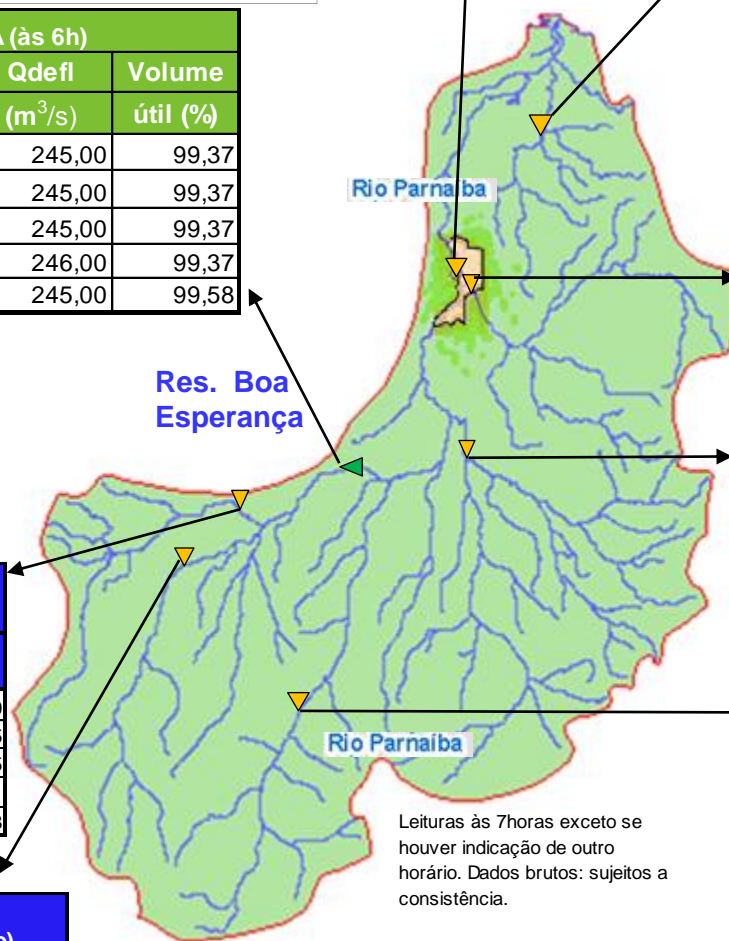 (às 6h)
Qdefl Volume
(m³/s) útil (%)
245,00 99,37
245,00 99,37
245,00 99,37
246,00 99,37
245,00 99,58
Rio Parnaíba
Res. Boa
Esperança
Rio Parnaíba
Leituras às 7horas exceto se
houver indicação de outro
horário. Dados brutos: sujeitos a
consistência.